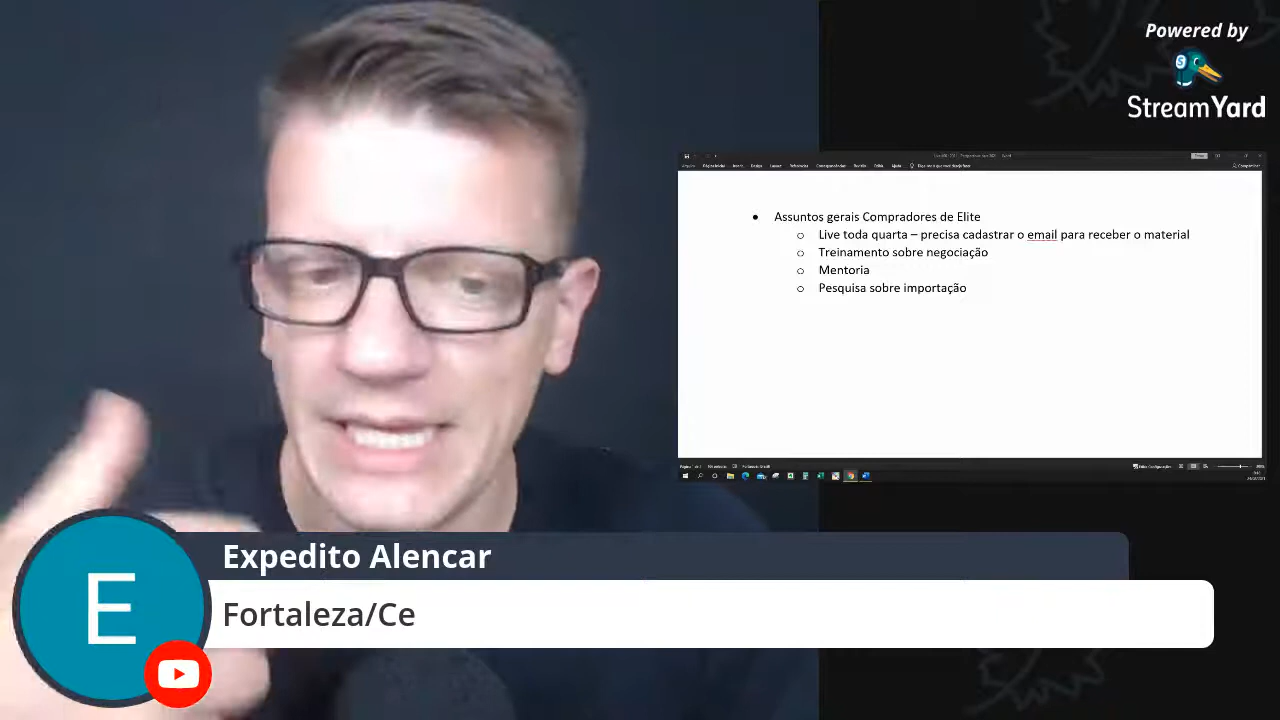 Powered by
StreamYard
Assuntos gerais Compradores de Elite
Live toda quarta – precisa cadastrar o email para receber o material
Treinamento sobre negociação
Mentoria
Pesquisa sobre importação
E
Expedito Alencar
Fortaleza/Ce